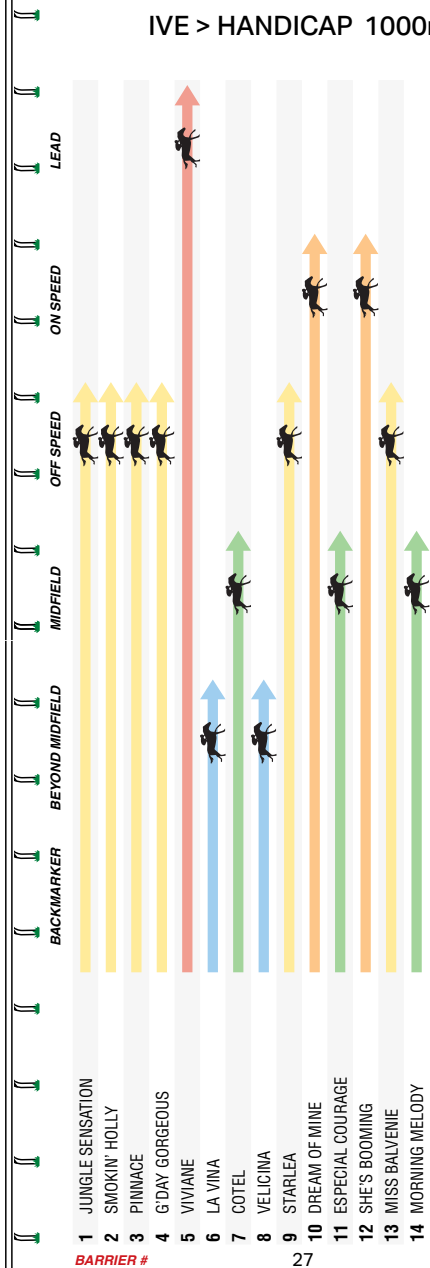 IVE > HANDICAP 1000m
LEAD
ON SPEED
OFF SPEED
MIDFIELD
BEYOND MIDFIELD
BACKMARKER
1 JUNGLE SENSATION
2 SMOKIN' HOLLY
3 PINNACE
4 G'DAY GORGEOUS
5 VIVIANE
6 LA VINA
7 COTEL
8 VELICINA
9 STARLEA
10 DREAM OF MINE
11 ESPECIAL COURAGE
12 SHE'S BOOMING
13 MISS BALVENIE
14 MORNING MELODY
BARRIER #
27